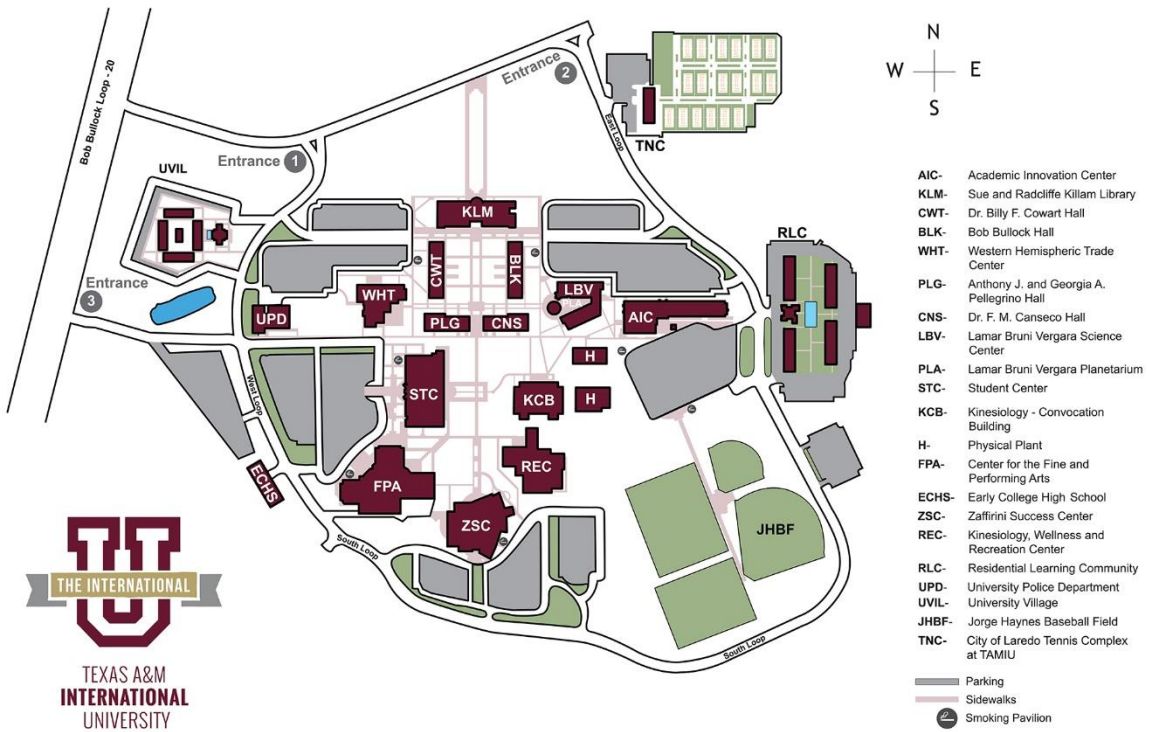 N
W E
S
Bob Bullock Loop - 20
Entrance 2
Entrance 1
East Loop
TNC
UVIL
KLM
RLC
CWT
BLK
Entrance
3
WHT
LBV
PLA
UPD
PLG
CNS
AIC
H
STC
KCB
H
West Loop
REC
FPA
ECHS
ZSC
JHBF
South Loop
South Loop
AIC- Academic Innovation Center
KLM- Sue and Radcliffe Killam Library
CWT- Dr. Billy F. Cowart Hall
BLK- Bob Bullock Hall
WHT- Western Hemispheric Trade
Center
PLG- Anthony J. and Georgia A.
Pellegrino Hall
CNS- Dr. F. M. Canseco Hall
LBV- Lamar Bruni Vergara Science
Center
PLA- Lamar Bruni Vergara Planetarium
STC- Student Center
KCB- Kinesiology - Convocation
Building
H- Physical Plant
FPA- Center for the Fine and
Performing Arts
ECHS- Early College High School
ZSC- Zaffirini Success Center
REC- Kinesiology, Wellness and
Recreation Center
RLC- Residential Learning Community
UPD- University Police Department
UVIL- University Village
JHBF- Jorge Haynes Baseball Field
TNC- City of Laredo Tennis Complex
at TAMIU
Parking
Sidewalks
Smoking Pavilion
U
THE INTERNATIONAL
TEXAS A&M
INTERNATIONAL
UNIVERSITY